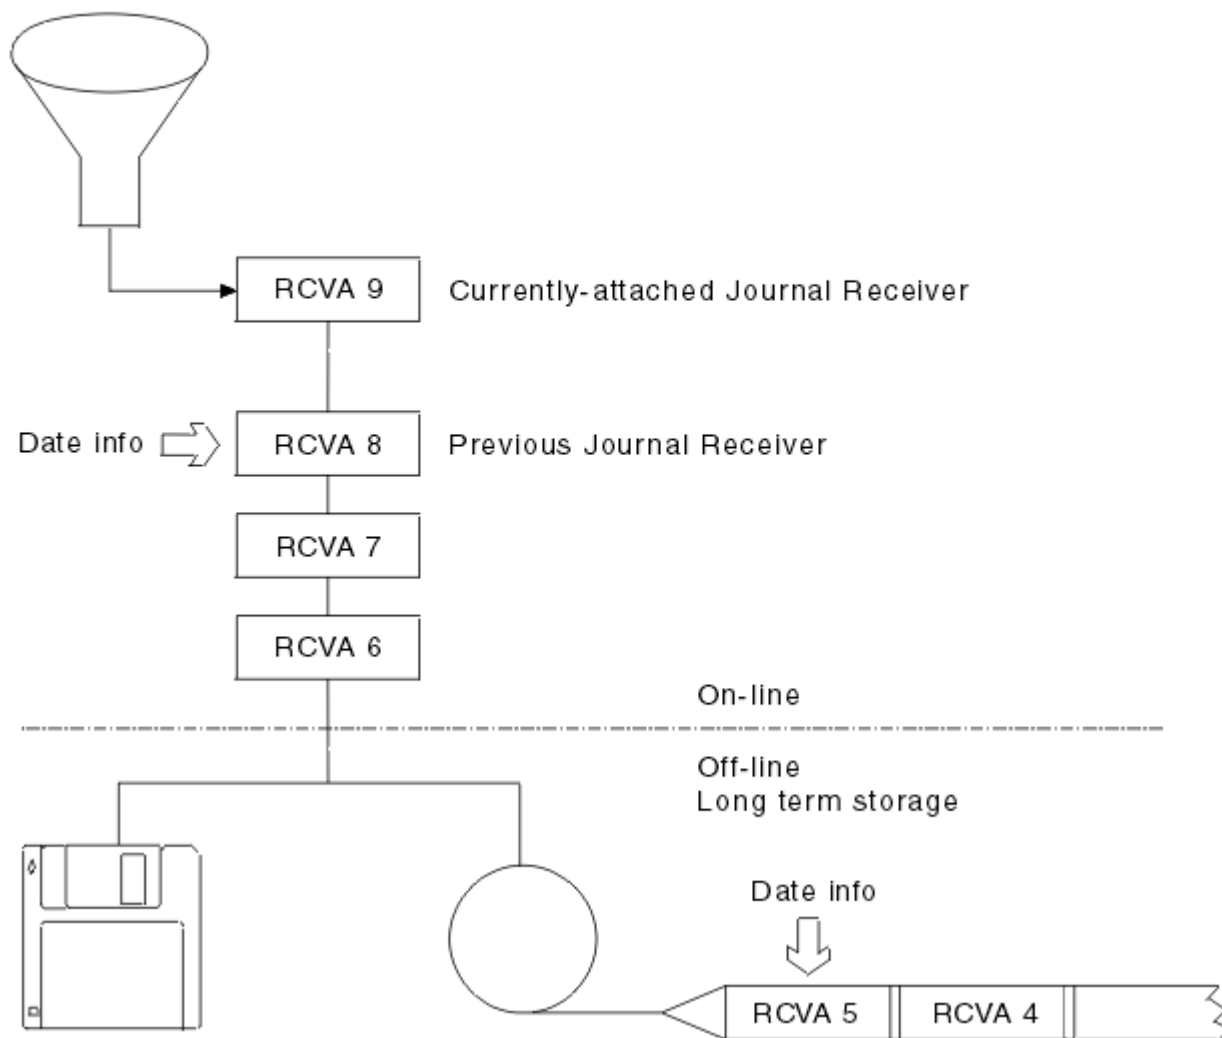 RCVA 9
Currently-attached Journal Receiver
Date info
RCVA 8
Previous Journal Receiver
RCVA 7
RCVA 6
On-line
Off-line
Long term storage
Date info
RCVA 5
RCVA 4